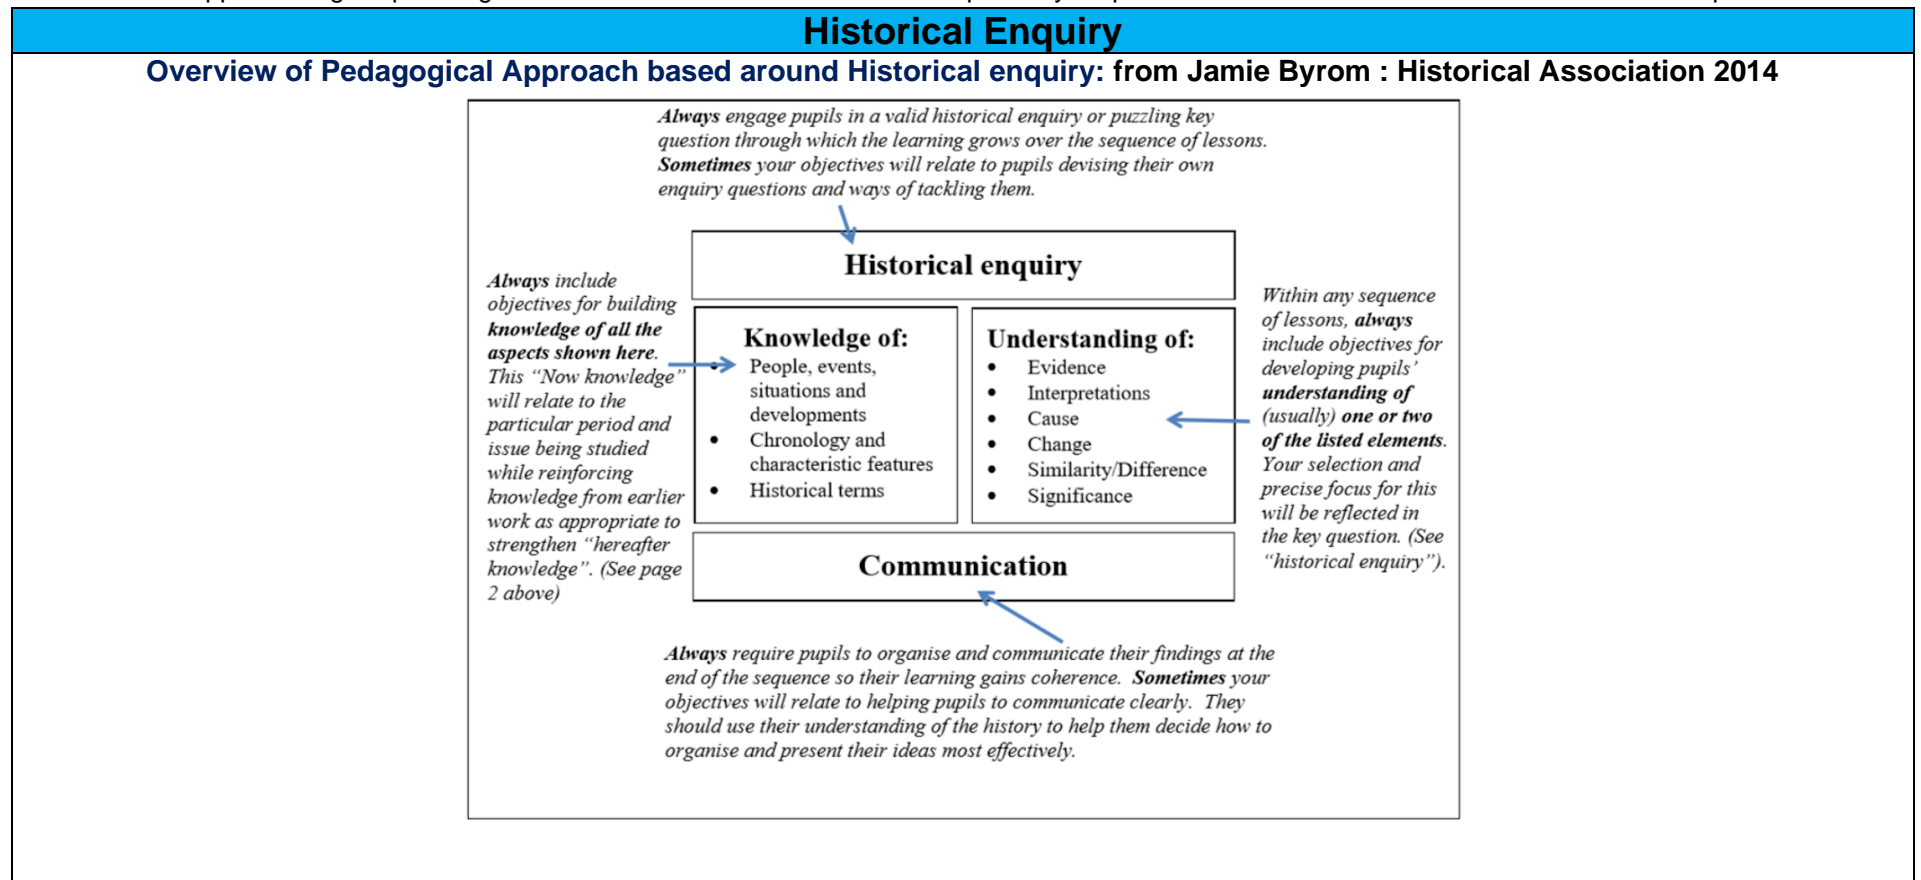 Historical Enquiry
Overview of Pedagogical Approach based around Historical enquiry: from Jamie Byrom : Historical Association 2014
Always engage pupils in a valid historical enquiry or puzzling key
question through which the learning grows over the sequence of lessons.
Sometimes your objectives will relate to pupils devising their own
enquiry questions and ways of tackling them.
Historical enquiry
Always include
objectives for building
knowledge of all the
aspects shown here.
This “Now knowledge”
will relate to the
particular period and
issue being studied
while reinforcing
knowledge from earlier
work as appropriate to
strengthen “hereafter
knowledge”. (See page
2 above)
Knowledge of:
• People, events,
situations and
developments
• Chronology and
characteristic features
• Historical terms
Understanding of:
• Evidence
• Interpretations
• Cause
• Change
• Similarity/Difference
• Significance
Within any sequence
of lessons, always
include objectives for
developing pupils’
understanding of
(usually) one or two
of the listed elements.
Your selection and
precise focus for this
will be reflected in
the key question. (See
“historical enquiry”).
Communication
Always require pupils to organise and communicate their findings at the
end of the sequence so their learning gains coherence. Sometimes your
objectives will relate to helping pupils to communicate clearly. They
should use their understanding of the history to help them decide how to
organise and present their ideas most effectively.